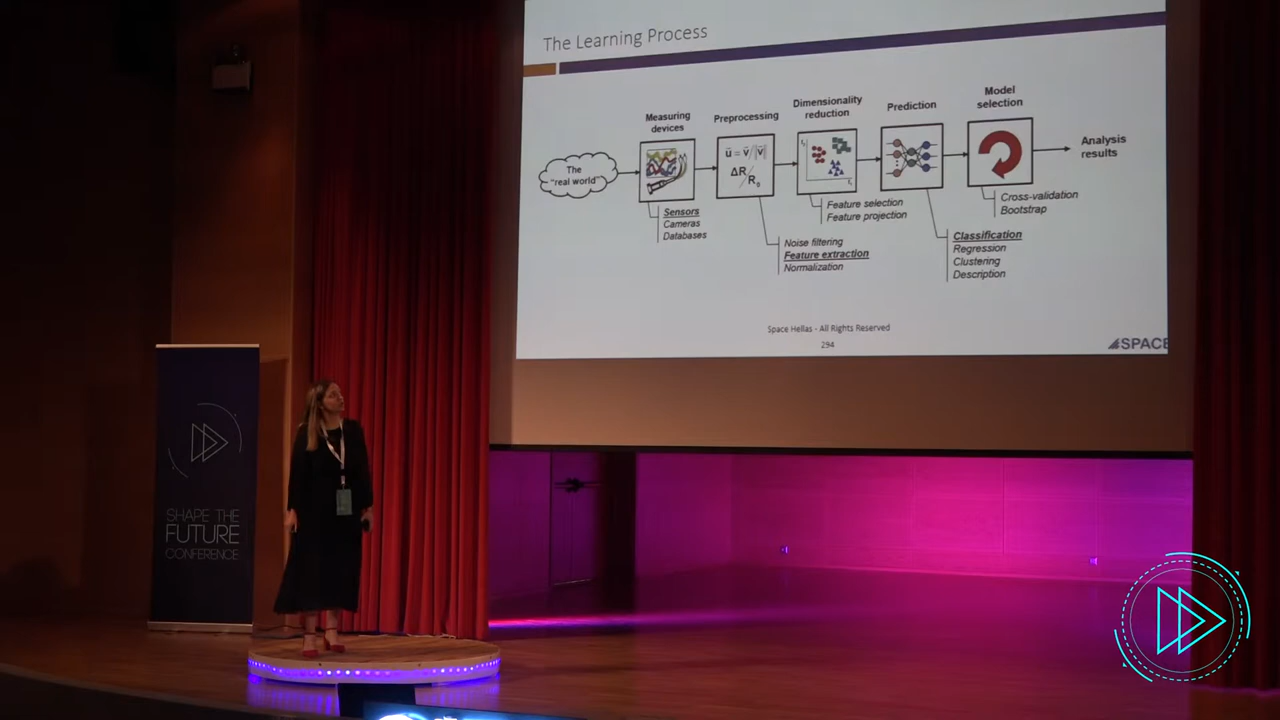 The Learning Process
Measuring
devices
Preprocessing
Dimensionality
reduction
Prediction
Model
selection
The
"real world"
Analysis
results
Sensors
Cameras
Databases
Noise filtering
Feature extraction
Normalization
Feature selection
Feature projection
Classification
Regression
Clustering
Description
Cross-validation
Bootstrap
Space Hellas - All Rights Reserved
294
SPACE
SHAPE THE
FUTURE
CONFERENCE